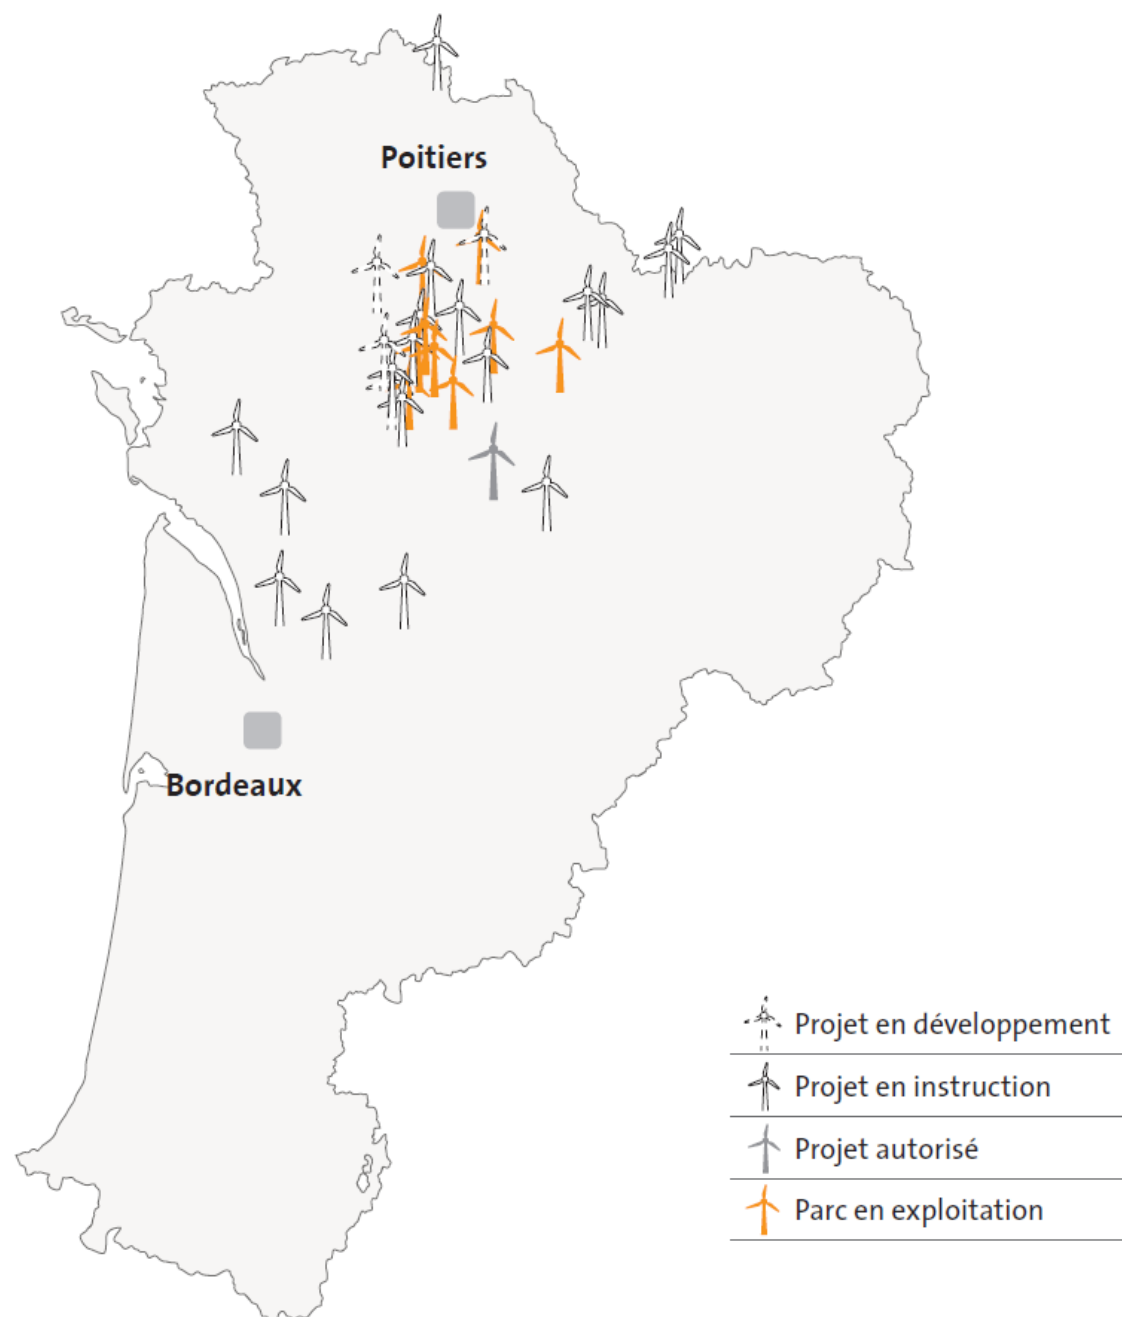 Poitiers
Bordeaux
Projet en développement
Projet en instruction
Projet autorisé
Parc en exploitation